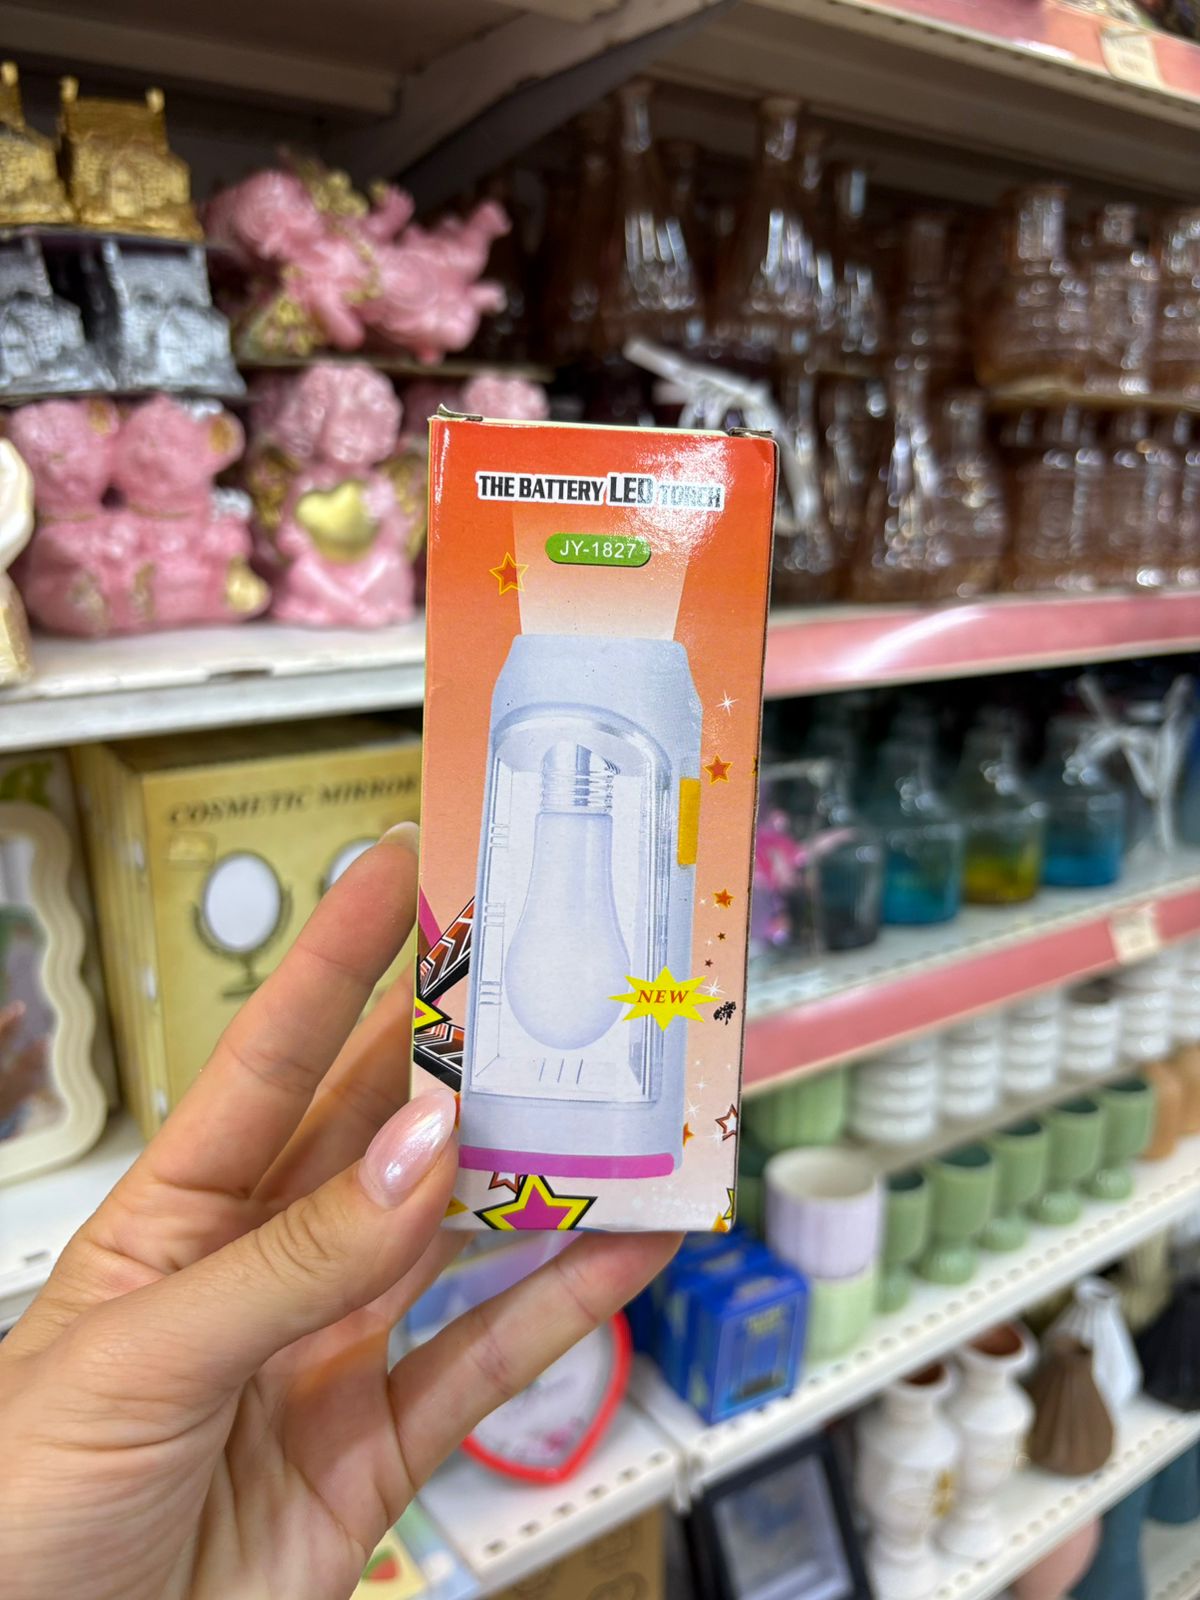 THE BATTERY LED TORCH
JY-1827
NEW
COSMETIC MIRROR